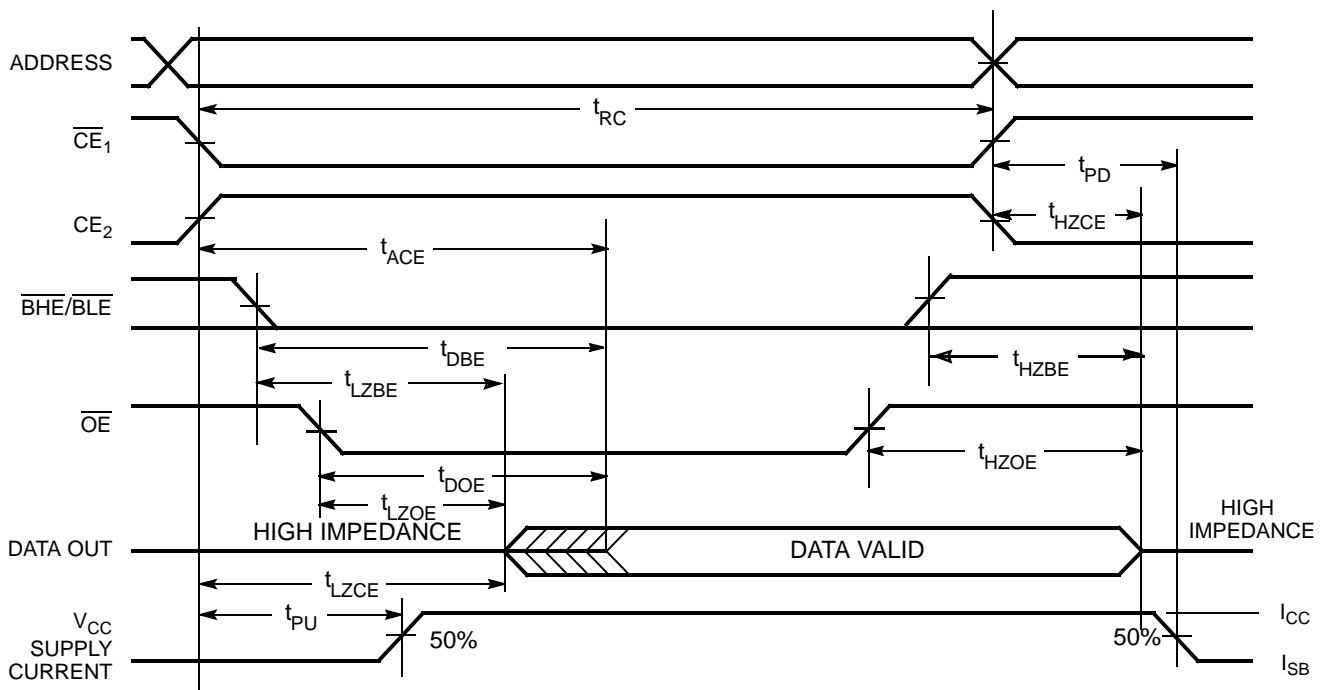 ADDRESS
tRC
CE1
tPD
tHZCE
CE2
tACE
BHE/BLE
tDBE
tHZBE
tLZBE
OE
tHZOE
tDOE
tLZOE
HIGH IMPEDANCE
HIGH
IMPEDANCE
DATA OUT
DATA VALID
tLZCE
tPU
VCC
SUPPLY
CURRENT
50%
50%
ICC
ISB